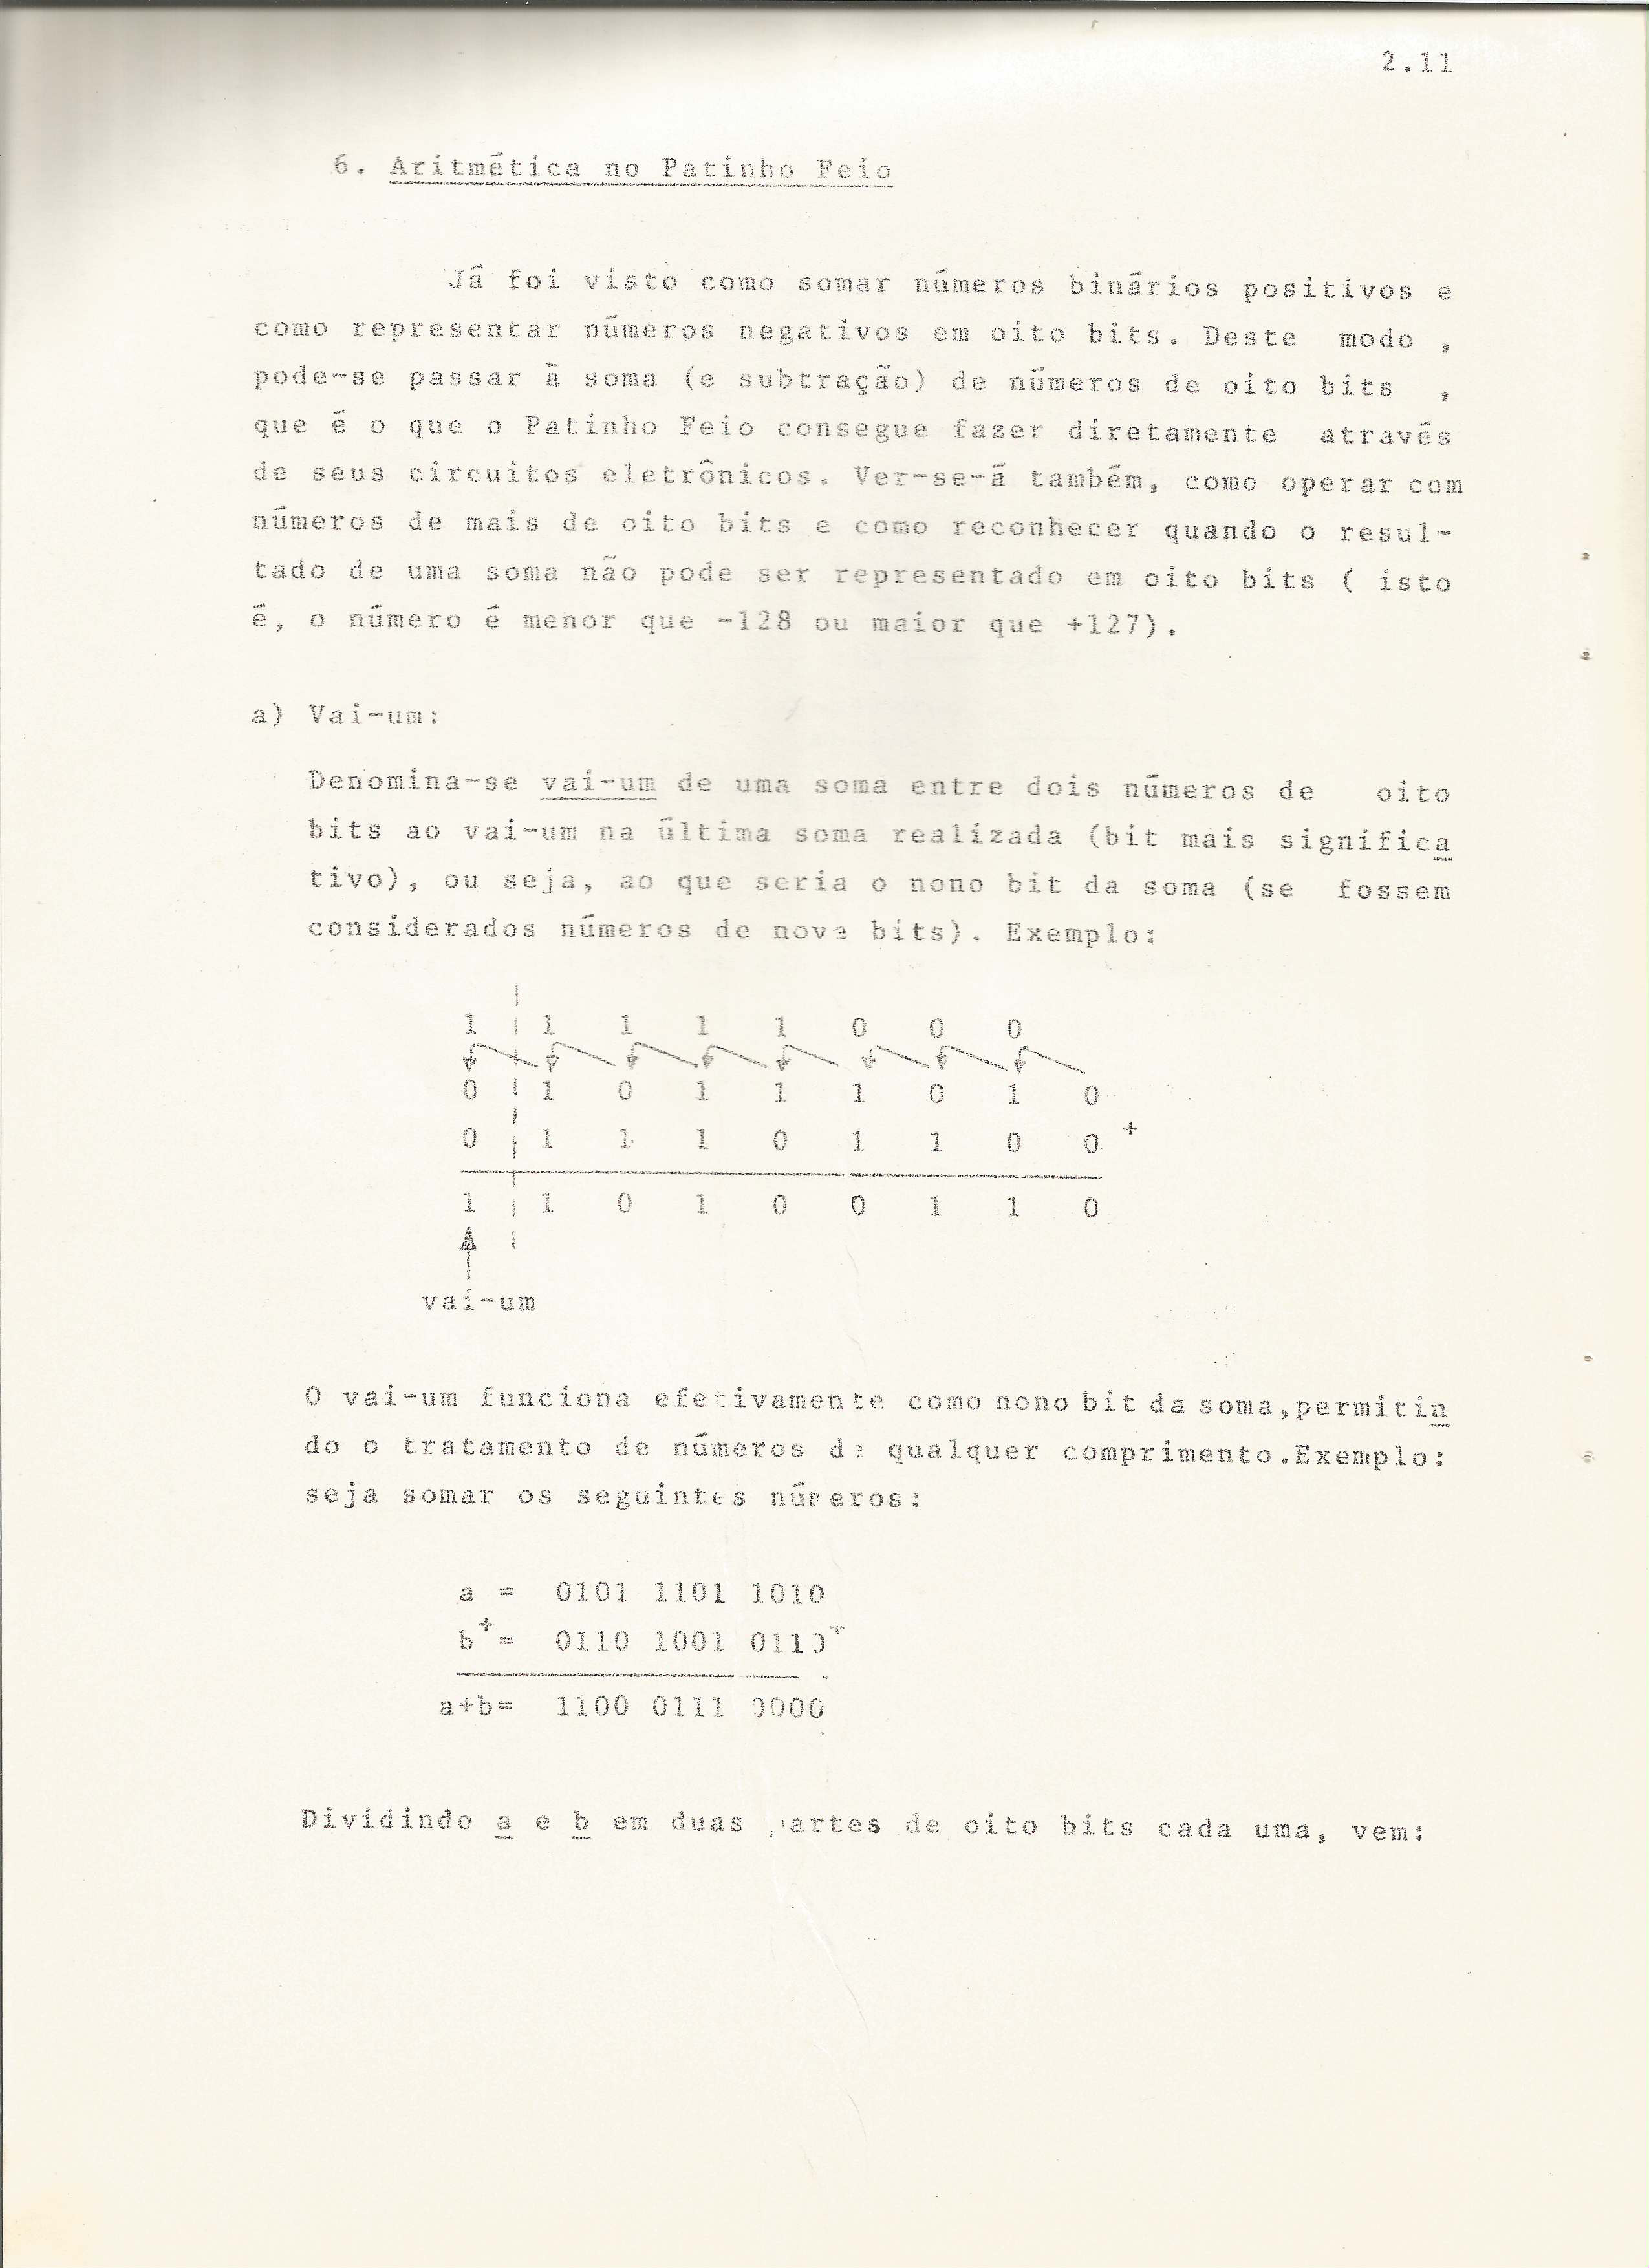 2.11
6. Aritmética no Patinho Feio
Já foi visto como somar números binários positivos e
como representar números negativos em oito bits. Deste modo ,
pode-se passar à soma (e subtração) de números de oito bits ,
que é o que o Patinho Feio consegue fazer diretamente através
de seus circuitos eletrônicos. Ver-se-á também, como operar com
números de mais de oito bits e como reconhecer quando o resul-
tado de uma soma não pode ser representado em oito bits ( isto
é, o número é menor que -128 ou maior que +127).
a) Vai-um:
Denomina-se vai-um de uma soma entre dois números de oito
bits ao vai-um na última soma realizada (bit mais significa
tivo), ou seja, ao que seria o nono bit da soma (se fossem
considerados números de nove bits). Exemplo:
1 1 1 1 1 0 0 0
0 1 0 1 1 1 0 1 0
0 1 1 1 0 1 1 0 0 +
1 1 0 1 0 0 1 1 0
vai-um
O vai-um funciona efetivamente como nono bit da soma,permitin
do o tratamento de números de qualquer comprimento.Exemplo:
seja somar os seguintes números:
a = 0101 1101 1010
b+= 0110 1001 0110+
a+b= 1100 0111 0000
Dividindo a e b em duas partes de oito bits cada uma, vem: